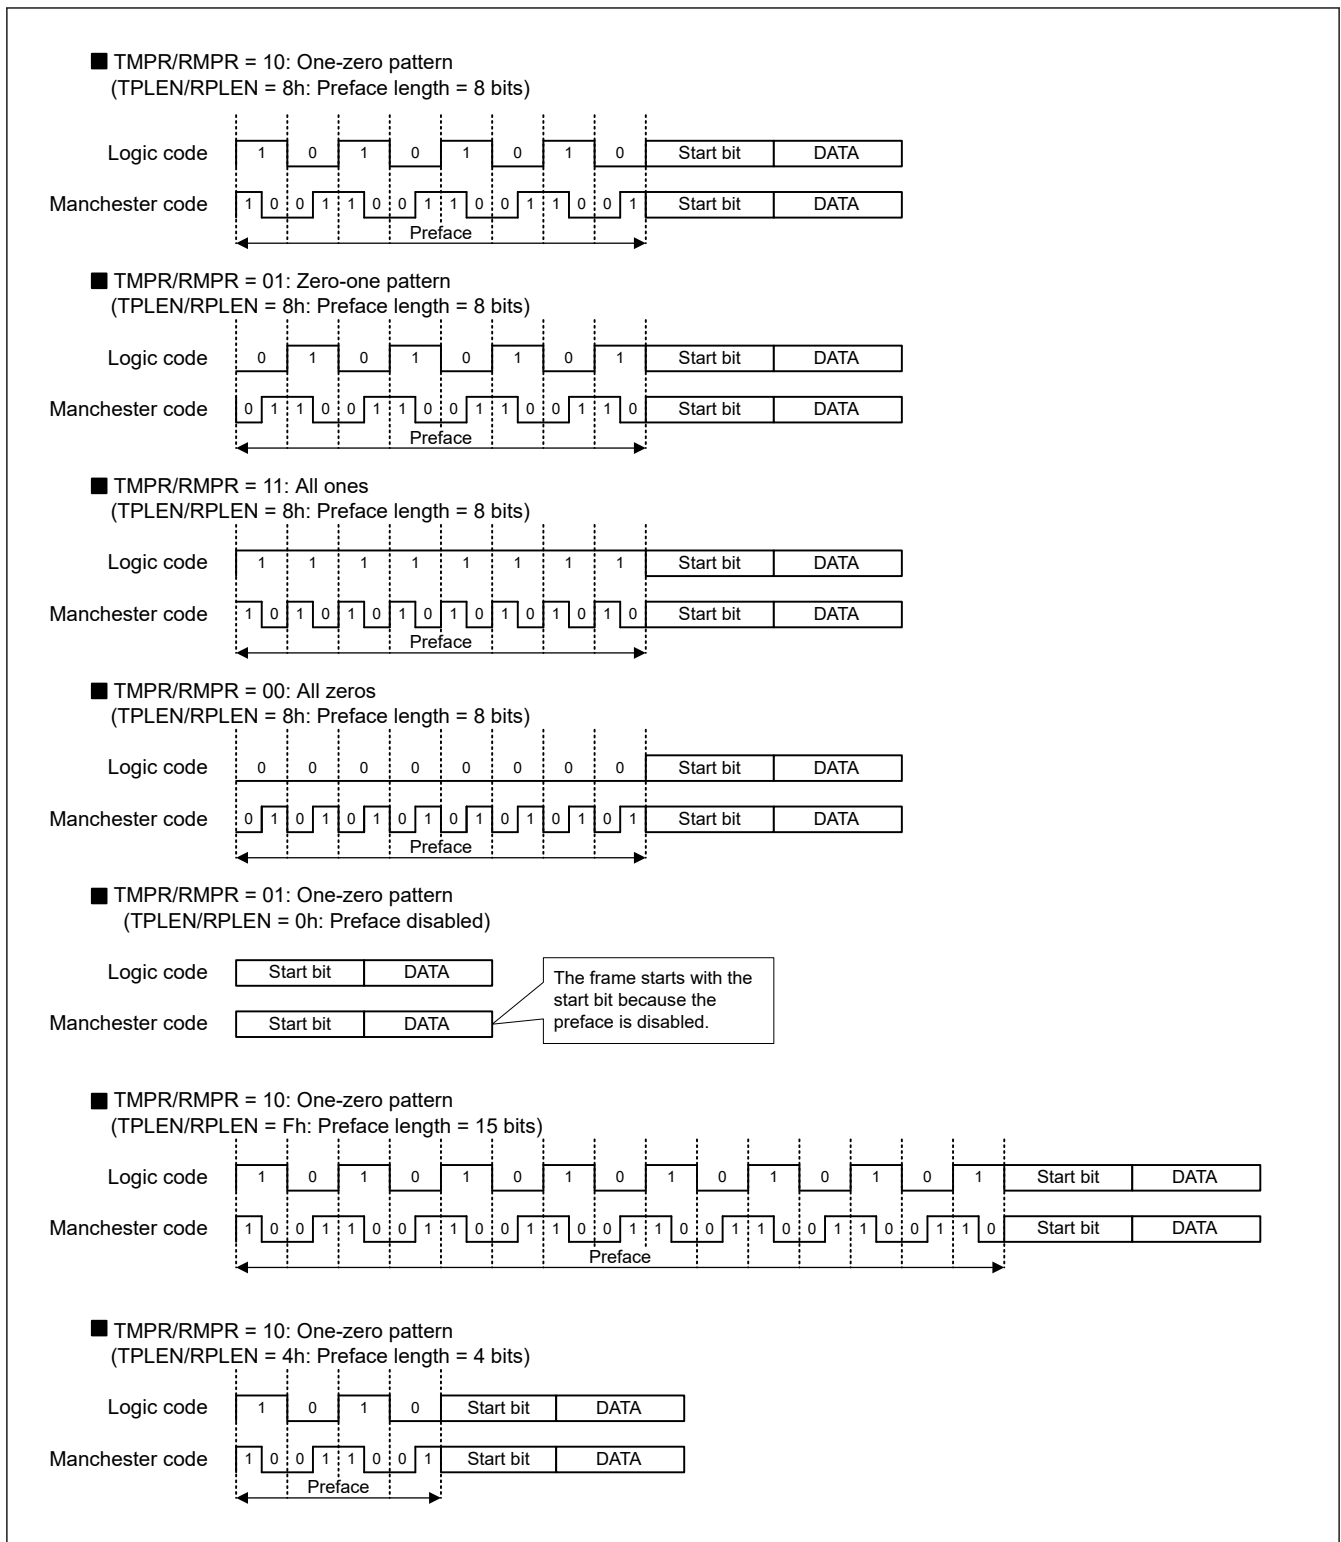 ■ TMPR/RMPR = 10: One-zero pattern
(TPLEN/RPLEN = 8h: Preface length = 8 bits)
Logic code 1 0 1 0 1 0 1 0 Start bit DATA
Manchester code 1 0 0 1 1 0 0 1 1 0 0 1 1 0 0 1 Start bit DATA
Preface
■ TMPR/RMPR = 01: Zero-one pattern
(TPLEN/RPLEN = 8h: Preface length = 8 bits)
Logic code 0 1 0 1 0 1 0 1 Start bit DATA
Manchester code 0 1 1 0 0 1 1 0 0 1 1 0 0 1 1 0 Start bit DATA
Preface
■ TMPR/RMPR = 11: All ones
(TPLEN/RPLEN = 8h: Preface length = 8 bits)
Logic code 1 1 1 1 1 1 1 1 Start bit DATA
Manchester code 1 0 1 0 1 0 1 0 1 0 1 0 1 0 1 0 Start bit DATA
Preface
■ TMPR/RMPR = 00: All zeros
(TPLEN/RPLEN = 8h: Preface length = 8 bits)
Logic code 0 0 0 0 0 0 0 0 Start bit DATA
Manchester code 0 1 0 1 0 1 0 1 0 1 0 1 0 1 0 1 Start bit DATA
Preface
■ TMPR/RMPR = 01: One-zero pattern
(TPLEN/RPLEN = 0h: Preface disabled)
Logic code Start bit DATA
Manchester code Start bit DATA
The frame starts with the
start bit because the
preface is disabled.
■ TMPR/RMPR = 10: One-zero pattern
(TPLEN/RPLEN = Fh: Preface length = 15 bits)
Logic code 1 0 1 0 1 0 1 0 1 0 1 0 1 0 1 Start bit DATA
Manchester code 1 0 0 1 1 0 0 1 1 0 0 1 1 0 0 1 1 0 0 1 1 0 0 1 1 0 0 1 1 0 Start bit DATA
Preface
■ TMPR/RMPR = 10: One-zero pattern
(TPLEN/RPLEN = 4h: Preface length = 4 bits)
Logic code 1 0 1 0 Start bit DATA
Manchester code 1 0 0 1 1 0 0 1 Start bit DATA
Preface